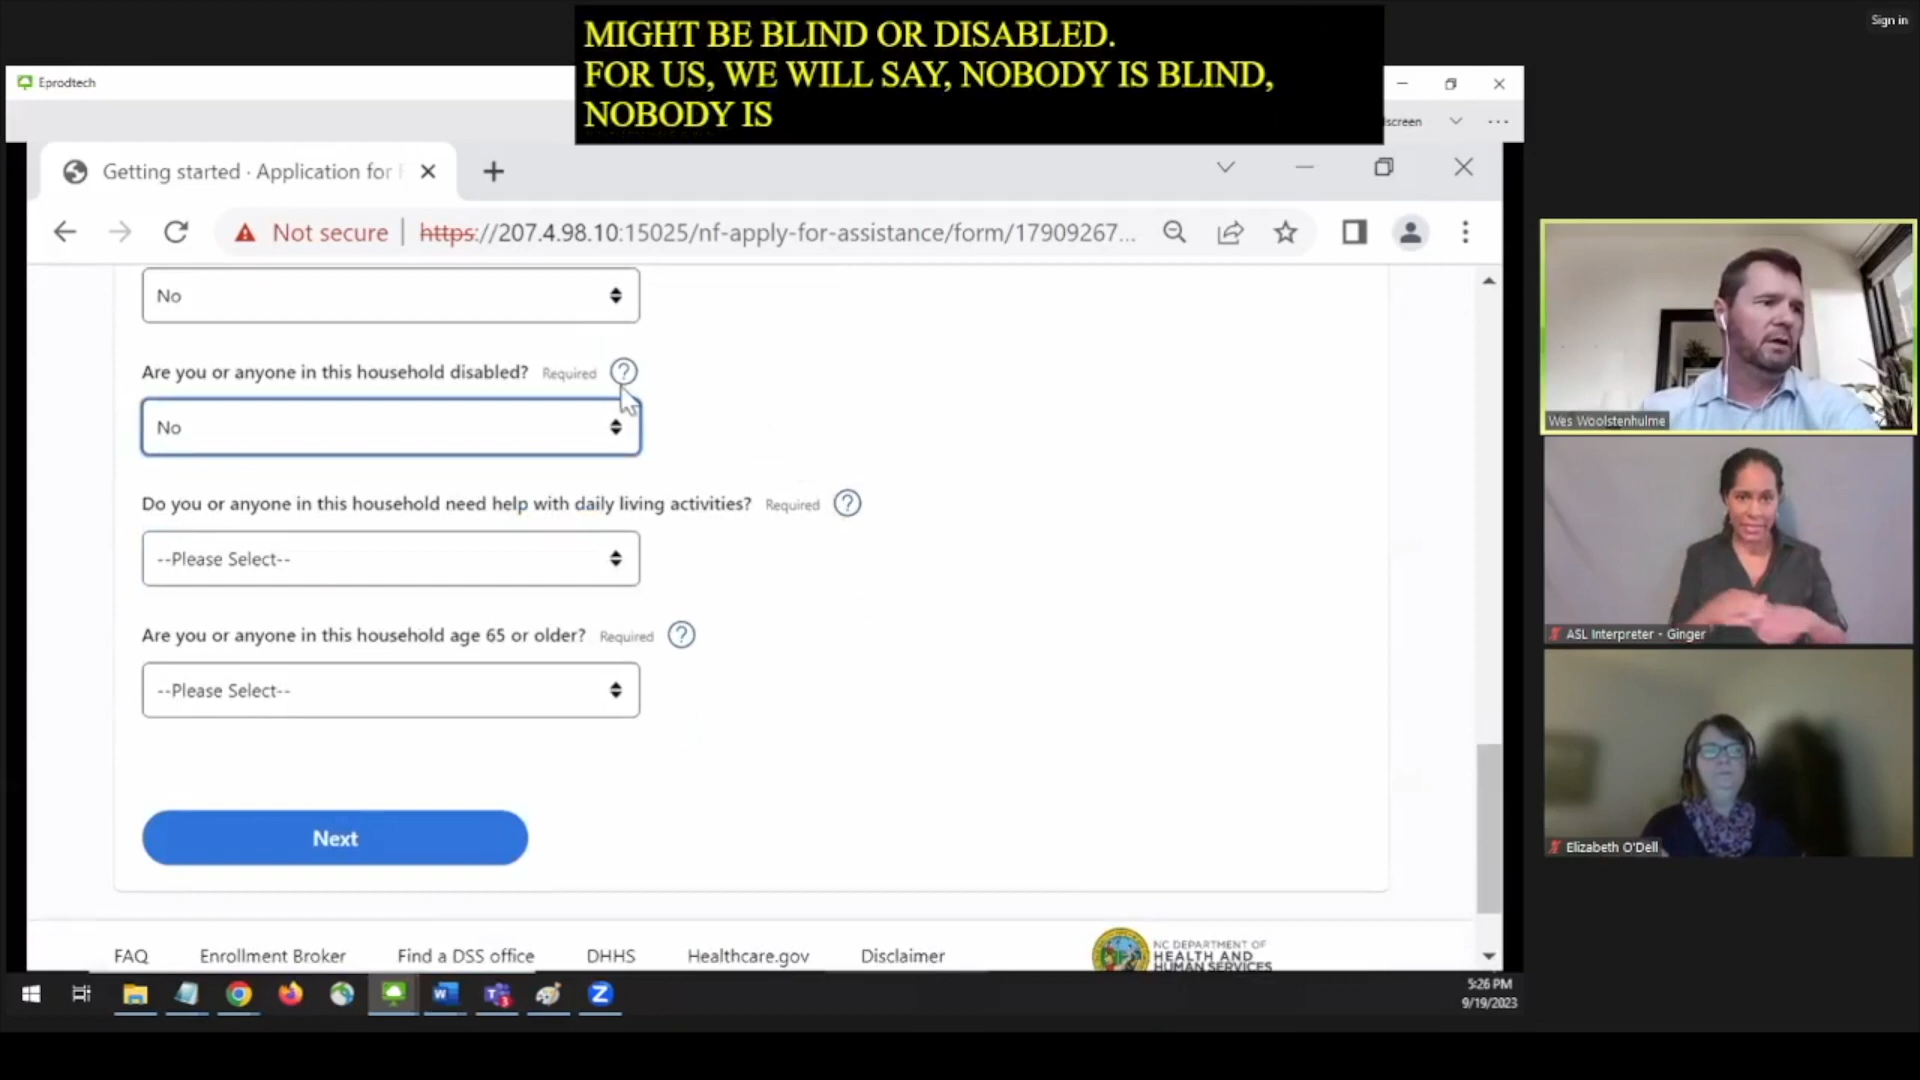 MIGHT BE BLIND OR DISABLED.
FOR US, WE WILL SAY, NOBODY IS BLIND,
NOBODY IS
Sign in
Eprodtech
lscreen
Getting started · Application for
Not secure
https://207.4.98.10:15025/nf-apply-for-assistance/form/17909267...
No
Are you or anyone in this household disabled? Required ?
No
Do you or anyone in this household need help with daily living activities? Required ?
--Please Select--
Are you or anyone in this household age 65 or older? Required ?
--Please Select--
Next
FAQ Enrollment Broker Find a DSS office DHHS Healthcare.gov Disclaimer
NC DEPARTMENT OF
HEALTH AND
HUMAN SERVICES
5:26 PM
9/19/2023
Wes Woolstenhulme
ASL Interpreter - Ginger
Elizabeth O'Dell